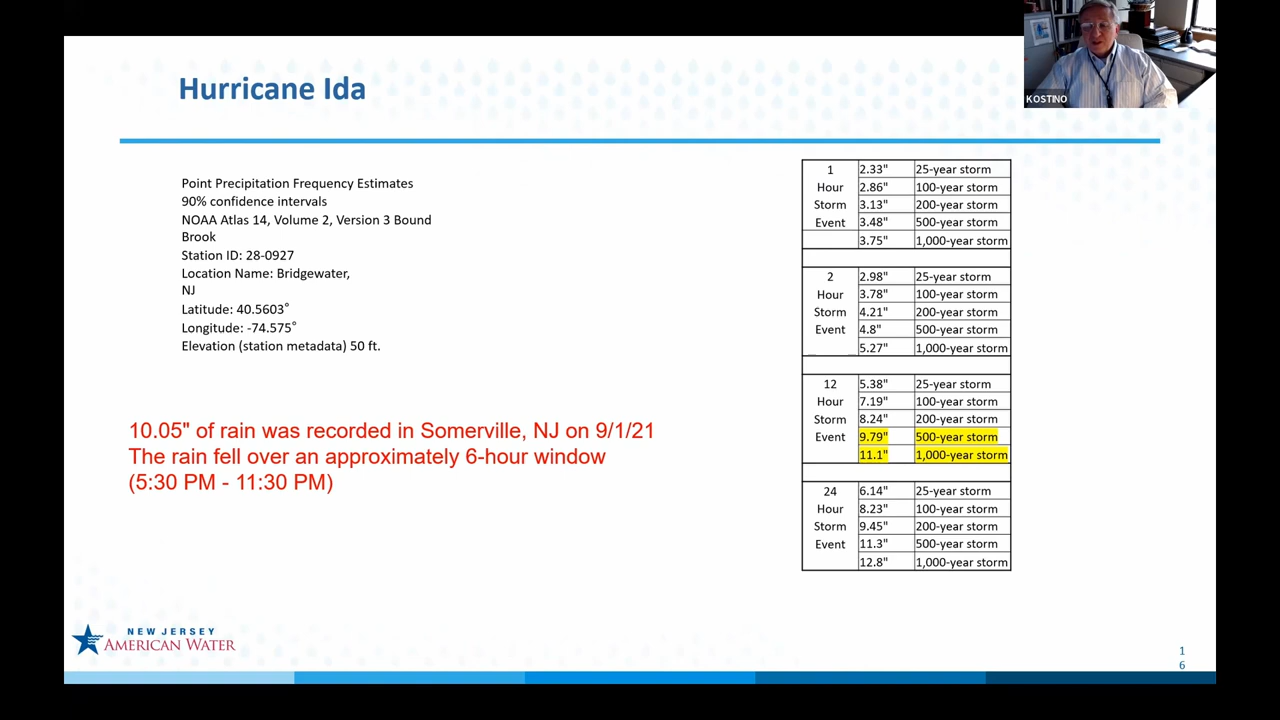 Hurricane Ida
KOSTINO
Point Precipitation Frequency Estimates
90% confidence intervals
NOAA Atlas 14, Volume 2, Version 3 Bound
Brook
Station ID: 28-0927
Location Name: Bridgewater,
NJ
Latitude: 40.5603°
Longitude: -74.575°
Elevation (station metadata) 50 ft.
10.05" of rain was recorded in Somerville, NJ on 9/1/21
The rain fell over an approximately 6-hour window
(5:30 PM - 11:30 PM)
1 2.33" 25-year storm
Hour 2.86" 100-year storm
Storm 3.13" 200-year storm
Event 3.48" 500-year storm
3.75" 1,000-year storm
2 2.98" 25-year storm
Hour 3.78" 100-year storm
Storm 4.21" 200-year storm
Event 4.8" 500-year storm
5.27" 1,000-year storm
12 5.38" 25-year storm
Hour 7.19" 100-year storm
Storm 8.24" 200-year storm
Event 9.79" 500-year storm
11.1" 1,000-year storm
24 6.14" 25-year storm
Hour 8.23" 100-year storm
Storm 9.45" 200-year storm
Event 11.3" 500-year storm
12.8" 1,000-year storm
NEW JERSEY
AMERICAN WATER
1
6